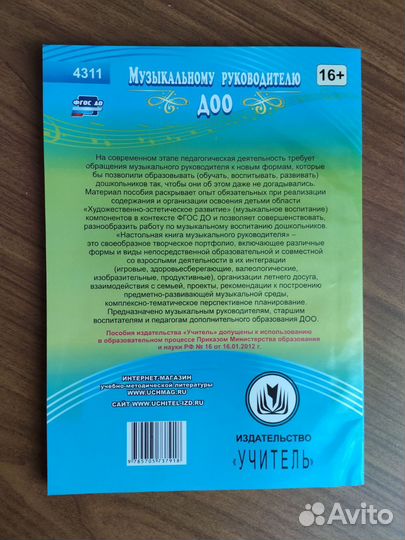 4311
Музыкальному руководителю
16+
ФГОС ДО
ДОО
На современном этапе педагогическая деятельность требует
обращения музыкального руководителя к новым формам, которые
бы позволили образовывать (обучать, воспитывать, развивать)
дошкольников так, чтобы они об этом даже не догадывались.
Материал пособия раскрывает опыт обязательных при реализации
содержания и организации освоения детьми области
«Художественно-эстетическое развитие» (музыкальное воспитание)
компонентов в контексте ФГОС ДО и позволяет совершенствовать,
разнообразить работу по музыкальному воспитанию дошкольников.
«Настольная книга музыкального руководителя» –
это своеобразное творческое портфолио, включающее различные
формы и виды непосредственной образовательной и совместной
со взрослыми деятельности в их интеграции
(игровые, здоровьесберегающие, валеологические,
изобразительные, продуктивные), организации летнего досуга,
взаимодействия с семьей, проекты, рекомендации к построению
предметно-развивающей музыкальной среды,
комплексно-тематическое перспективное планирование.
Предназначено музыкальным руководителям, старшим
воспитателям и педагогам дополнительного образования ДОО.
Пособия издательства «Учитель» допущены к использованию
в образовательном процессе Приказом Министерства образования
и науки РФ № 16 от 16.01.2012 г.
ИНТЕРНЕТ-МАГАЗИН
учебно-методической литературы
WWW.UCHMAG.RU
САЙТ:WWW.UCHITEL-IZD.RU
9 785705 737918
ИЗДАТЕЛЬСТВО
«УЧИТЕЛЬ»
Avito